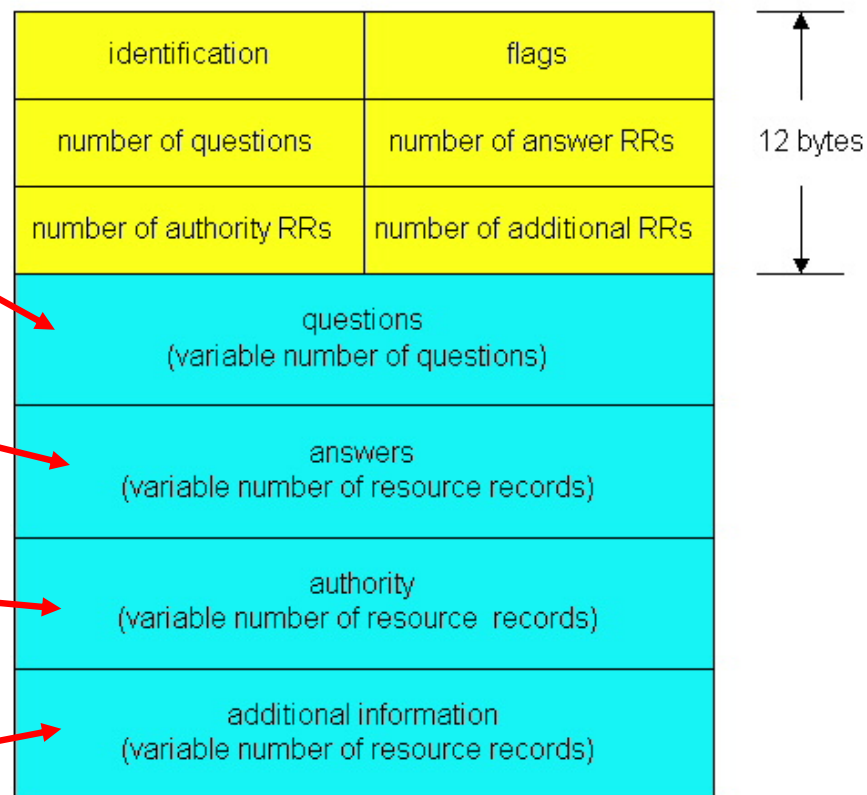 identification
flags
number of questions
number of answer RRs
12 bytes
number of authority RRs
number of additional RRs
questions
(variable number of questions)
answers
(variable number of resource records)
authority
(variable number of resource records)
additional information
(variable number of resource records)